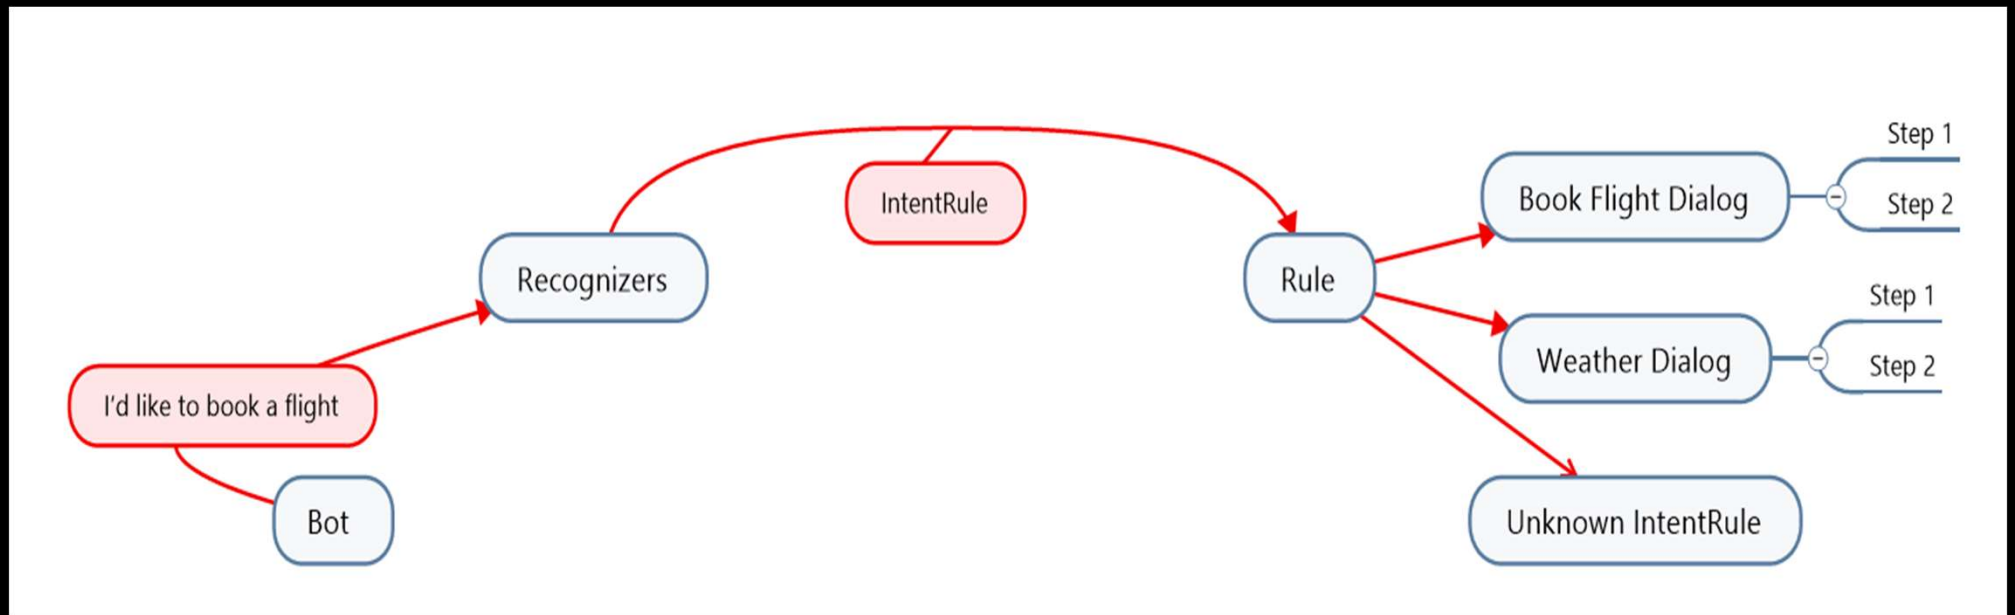 Step 1
Book Flight Dialog
Step 2
IntentRule
Recognizers
Rule
Step 1
Weather Dialog
Step 2
I'd like to book a flight
Bot
Unknown IntentRule